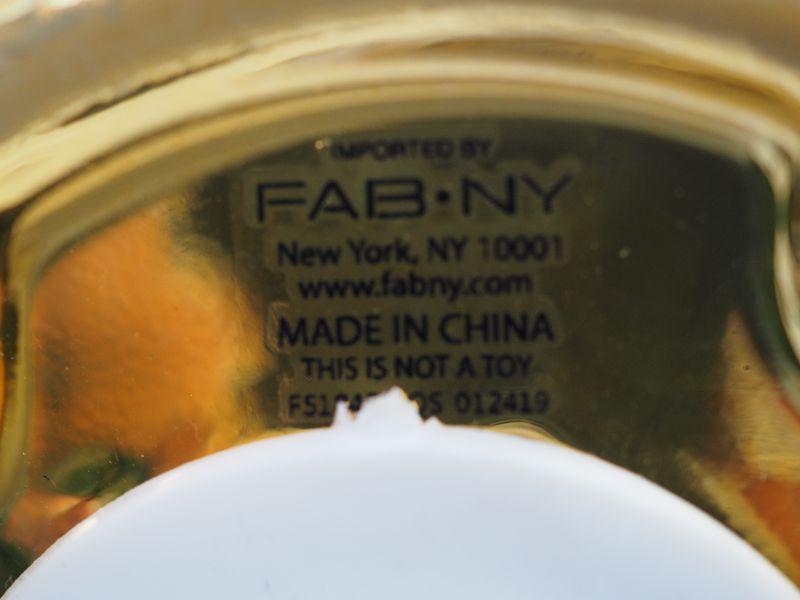 IMPORTED BY
FAB•NY
New York, NY 10001
www.fabny.com
MADE IN CHINA
THIS IS NOT A TOY
012419